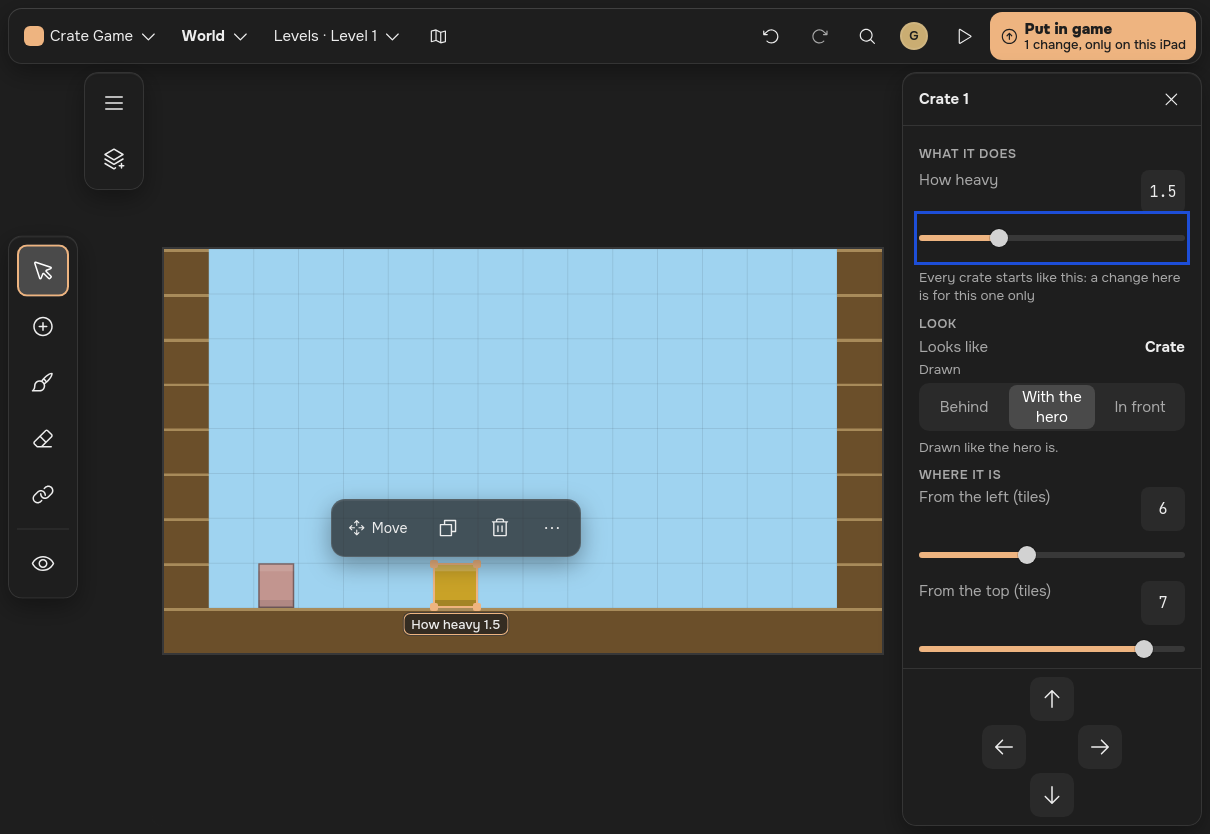 Crate Game
World
Levels · Level 1
G
Put in game
1 change, only on this iPad
Crate 1
WHAT IT DOES
How heavy
1.5
Every crate starts like this: a change here
is for this one only
LOOK
Looks like
Crate
Drawn
Behind
With the
hero
In front
Drawn like the hero is.
WHERE IT IS
From the left (tiles)
6
From the top (tiles)
7
Move
How heavy 1.5